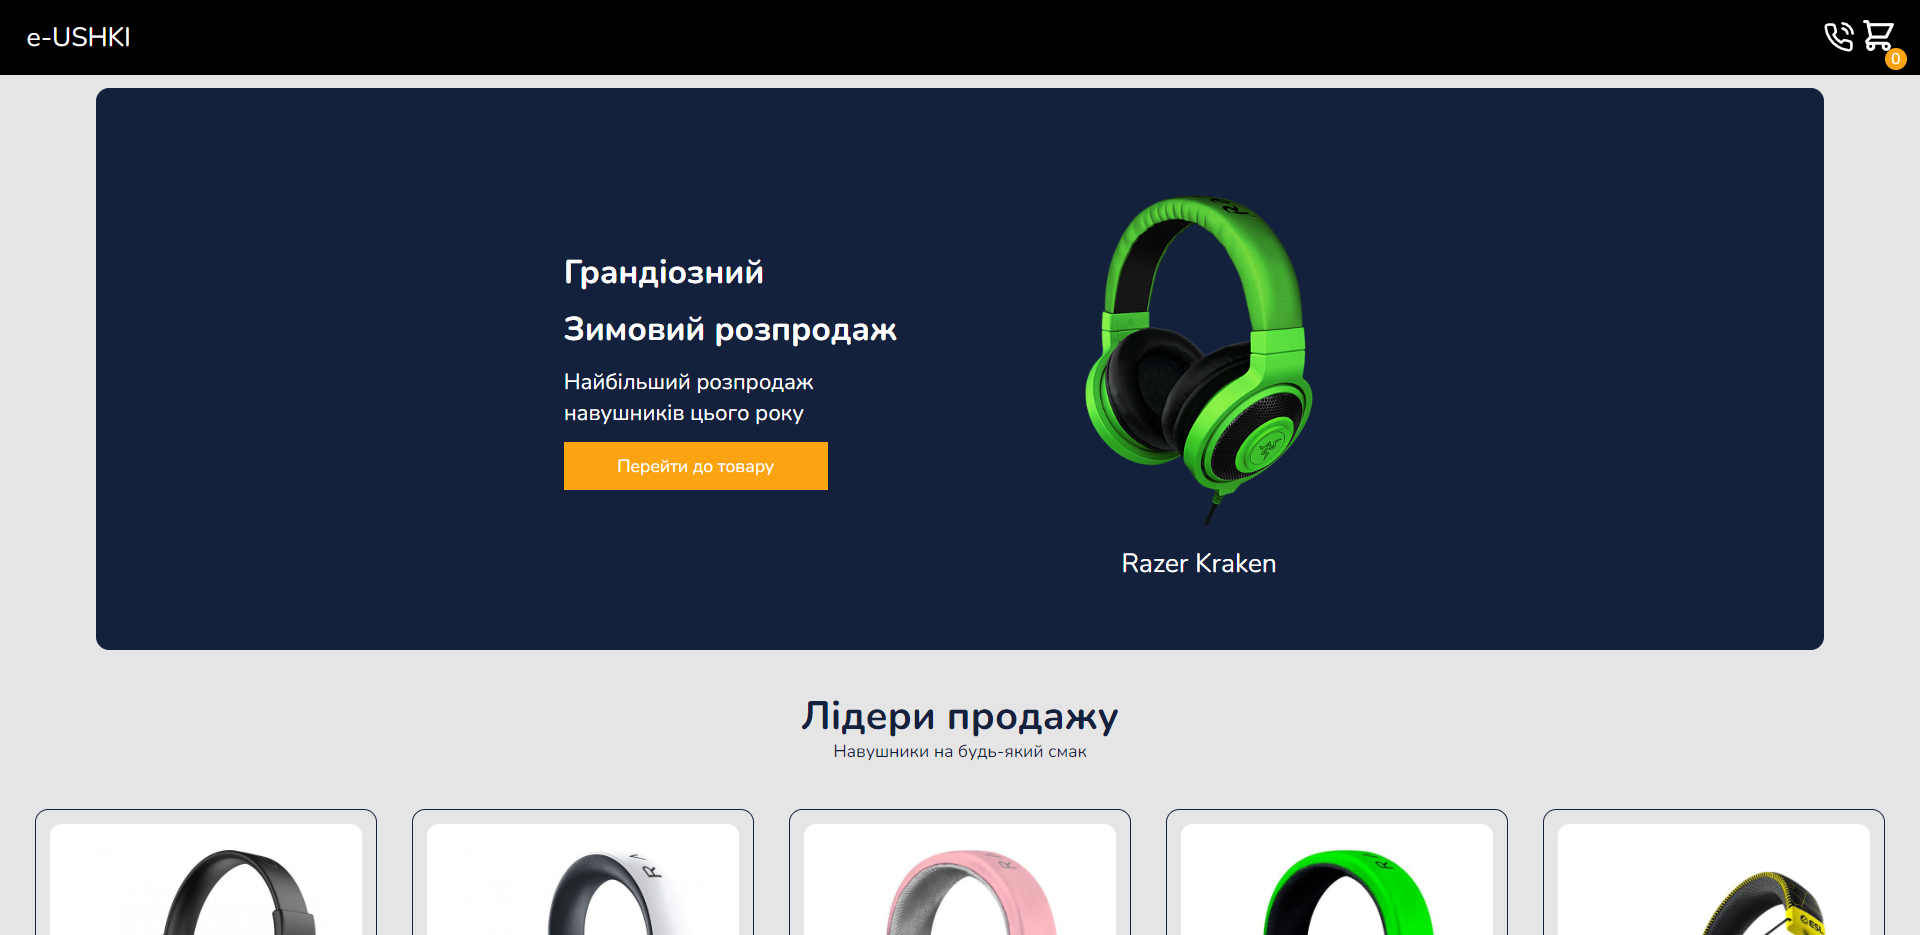 e-USHKI
0
Грандіозний
Зимовий розпродаж
Найбільший розпродаж
навушників цього року
Перейти до товару
Razer Kraken
Лідери продажу
Навушники на будь-який смак
ESL